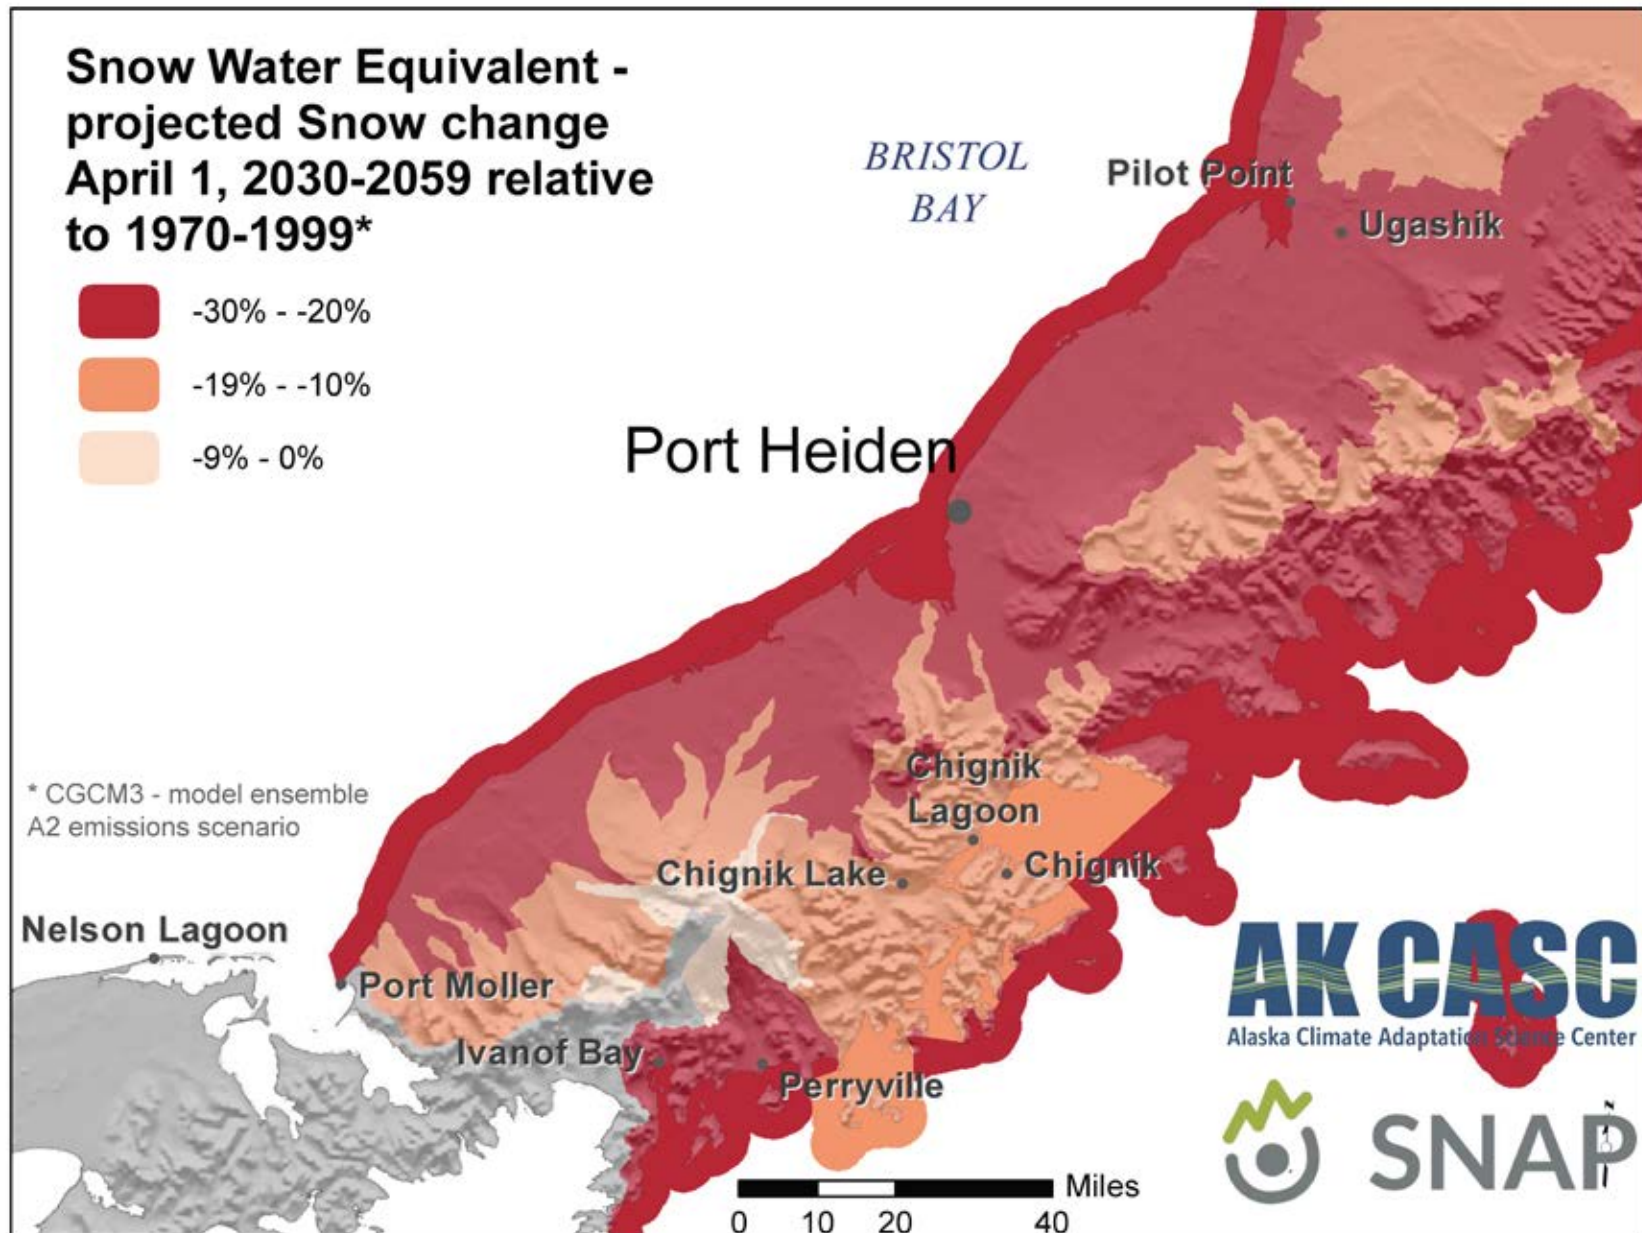 Snow Water Equivalent -
projected Snow change
April 1, 2030-2059 relative
to 1970-1999*
-30% - -20%
-19% - -10%
-9% - 0%
BRISTOL
BAY
Pilot Point
Ugashik
Port Heiden
* CGCM3 - model ensemble
A2 emissions scenario
Chignik
Lagoon
Chignik Lake
Chignik
Nelson Lagoon
Port Moller
Ivanof Bay
Perryville
AK CASC
Alaska Climate Adaptation Science Center
SNAP
N
Miles
0 10 20 40